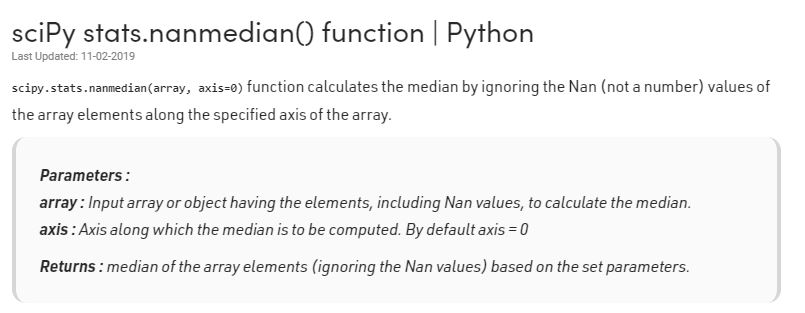 sciPy stats.nanmedian() function | Python
Last Updated: 11-02-2019
scipy.stats.nanmedian(array, axis=0) function calculates the median by ignoring the Nan (not a number) values of
the array elements along the specified axis of the array.
Parameters :
array : Input array or object having the elements, including Nan values, to calculate the median.
axis : Axis along which the median is to be computed. By default axis = 0
Returns : median of the array elements (ignoring the Nan values) based on the set parameters.